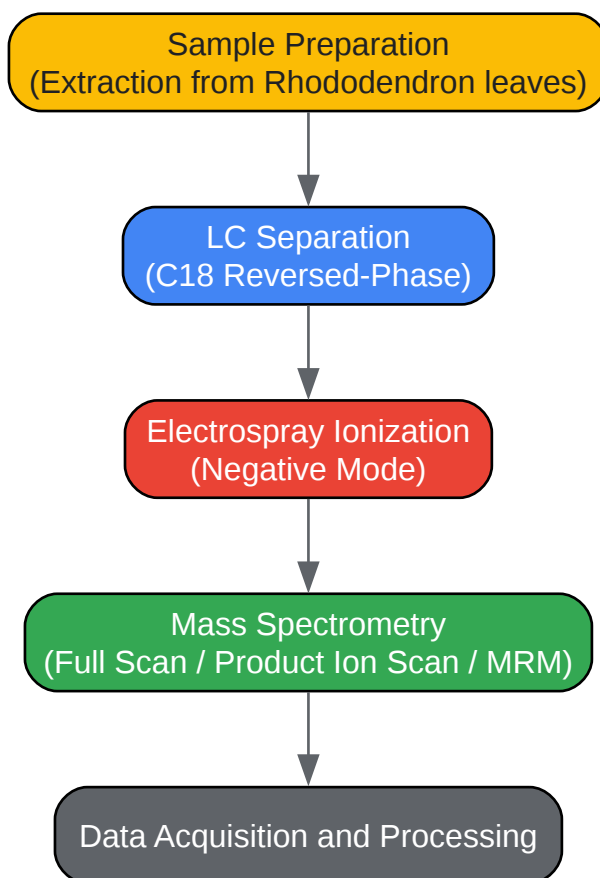 Sample Preparation
(Extraction from Rhododendron leaves)
LC Separation
(C18 Reversed-Phase)
Electrospray Ionization
(Negative Mode)
Mass Spectrometry
(Full Scan / Product Ion Scan / MRM)
Data Acquisition and Processing